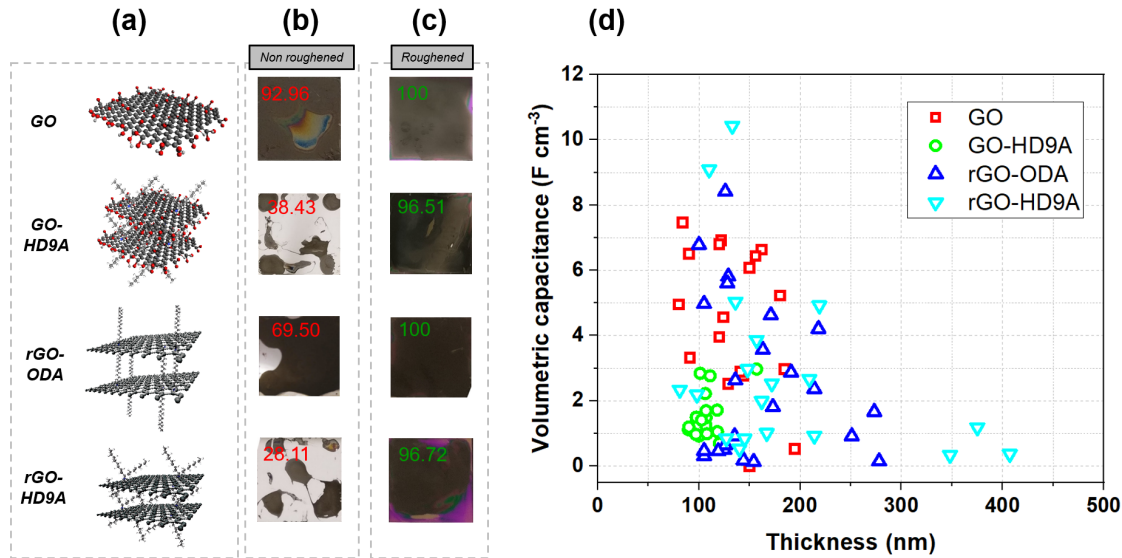 (a)
(b)
(c)
(d)
Non roughened
Roughened
GO
92.96
100
GO-
HD9A
38.43
96.51
rGO-
ODA
69.50
100
rGO-
HD9A
28.11
96.72
Volumetric capacitance (F cm⁻³)
12
10
8
6
4
2
0
GO
GO-HD9A
rGO-ODA
rGO-HD9A
0
100
200
300
400
500
Thickness (nm)